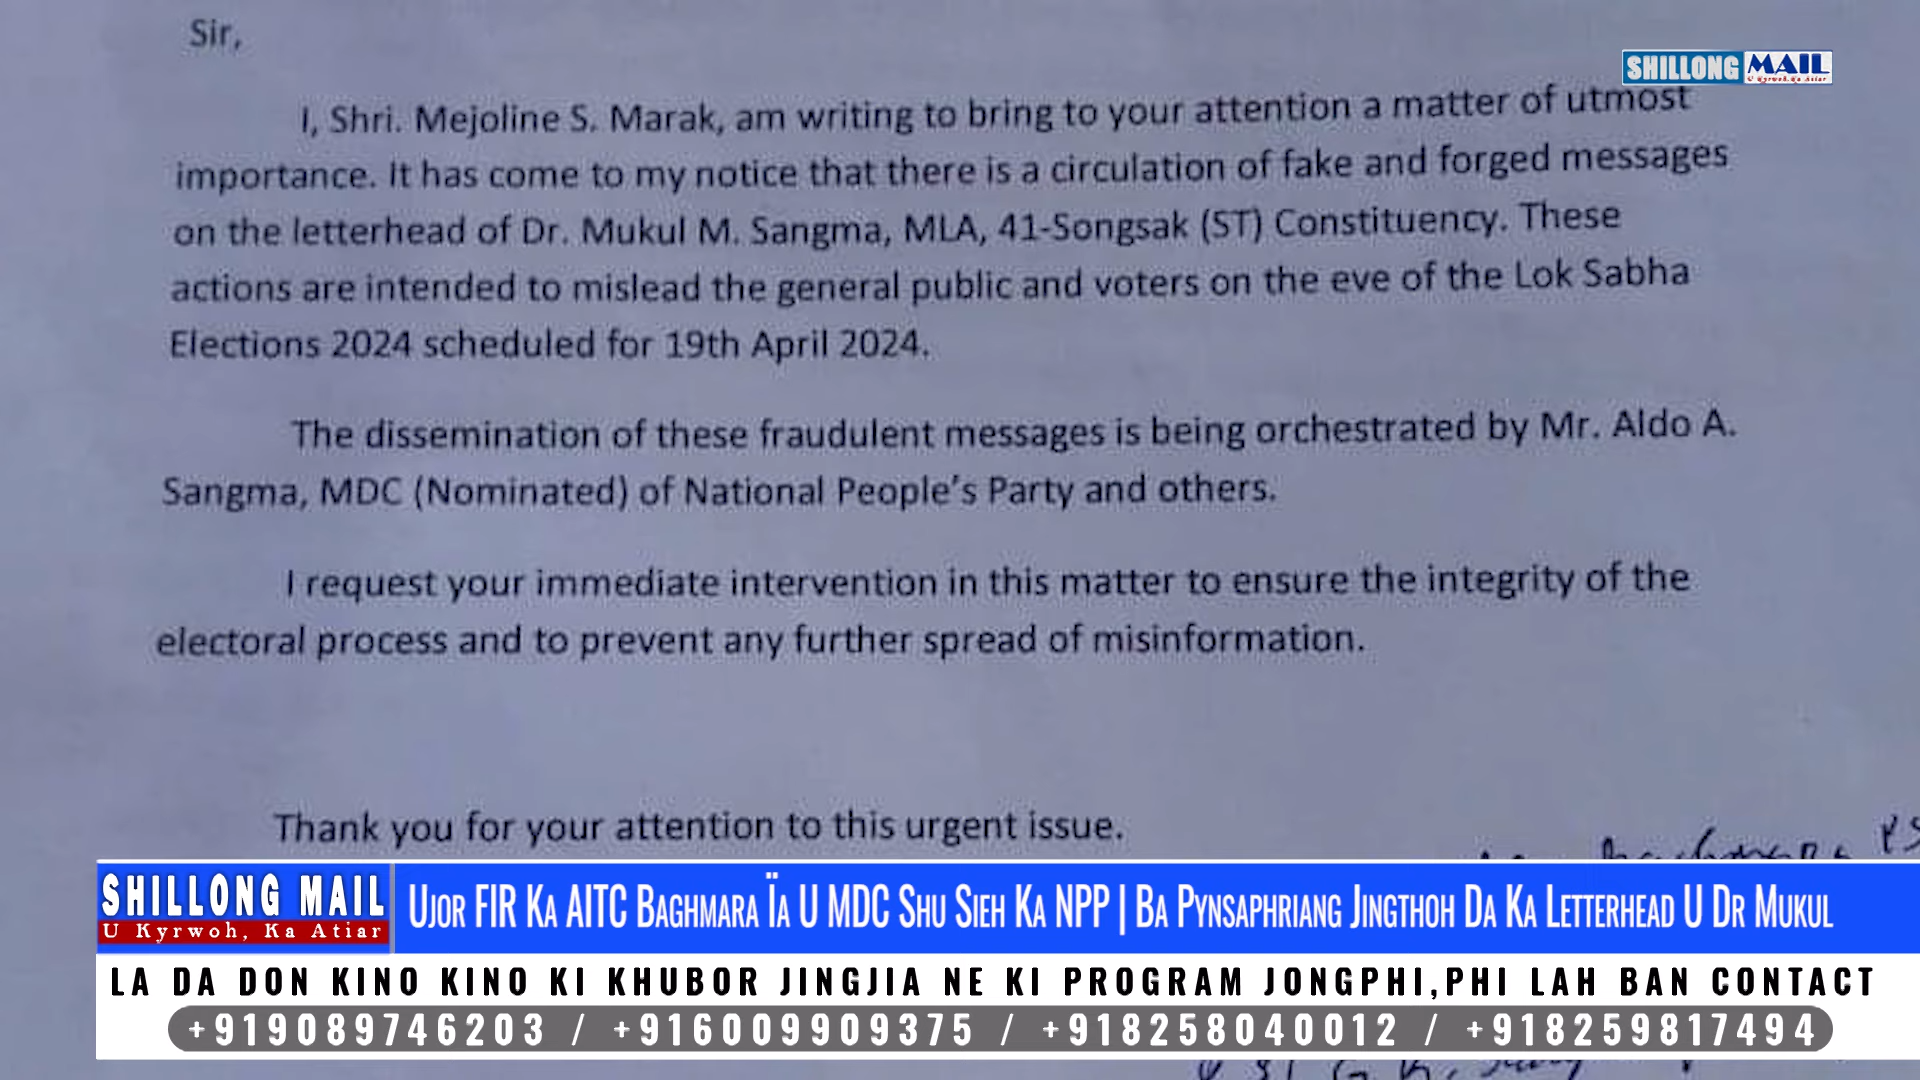 Sir,
SHILLONG MAIL
U Kyrwoh, Ka Atiar
I, Shri. Mejoline S. Marak, am writing to bring to your attention a matter of utmost
importance. It has come to my notice that there is a circulation of fake and forged messages
on the letterhead of Dr. Mukul M. Sangma, MLA, 41-Songsak (ST) Constituency. These
actions are intended to mislead the general public and voters on the eve of the Lok Sabha
Elections 2024 scheduled for 19th April 2024.
The dissemination of these fraudulent messages is being orchestrated by Mr. Aldo A.
Sangma, MDC (Nominated) of National People's Party and others.
I request your immediate intervention in this matter to ensure the integrity of the
electoral process and to prevent any further spread of misinformation.
Thank you for your attention to this urgent issue.
SHILLONG MAIL
U Kyrwoh, Ka Atiar
UJOR FIR KA AITC BAGHMARA ÏA U MDC SHU SIEH KA NPP | BA PYNSAPHRIANG JINGTHOH DA KA LETTERHEAD U DR MUKUL
LA DA DON KINO KINO KI KHUBOR JINGJIA NE KI PROGRAM JONGPHI,PHI LAH BAN CONTACT
+919089746203 / +916009909375 / +918258040012 / +918259817494